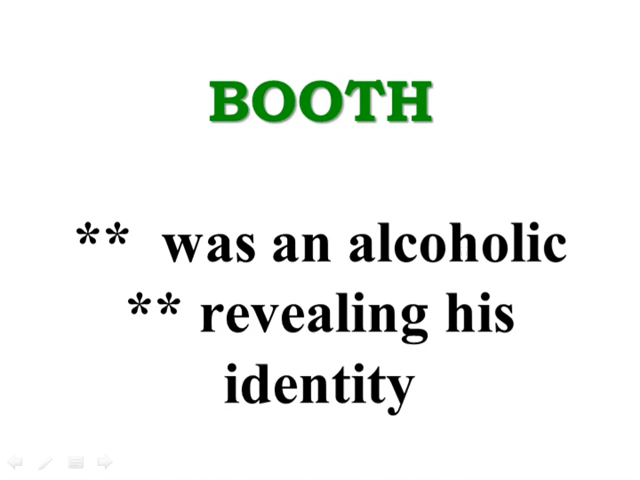 BOOTH
** was an alcoholic
** revealing his
identity